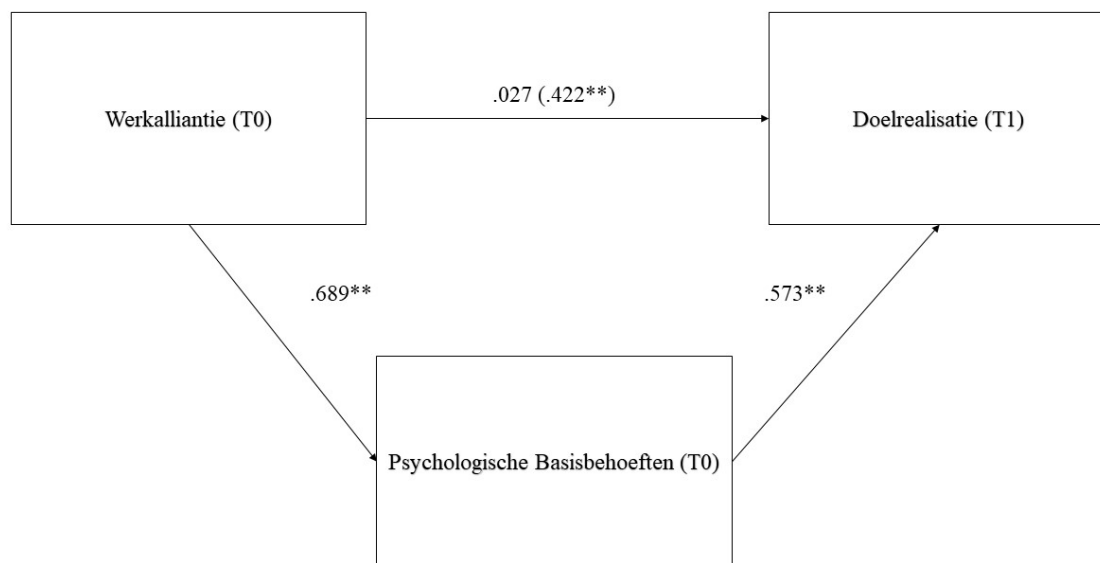 .027 (.422**)
Werkalliantie (T0)
Doelrealisatie (T1)
.689**
.573**
Psychologische Basisbehoeften (T0)